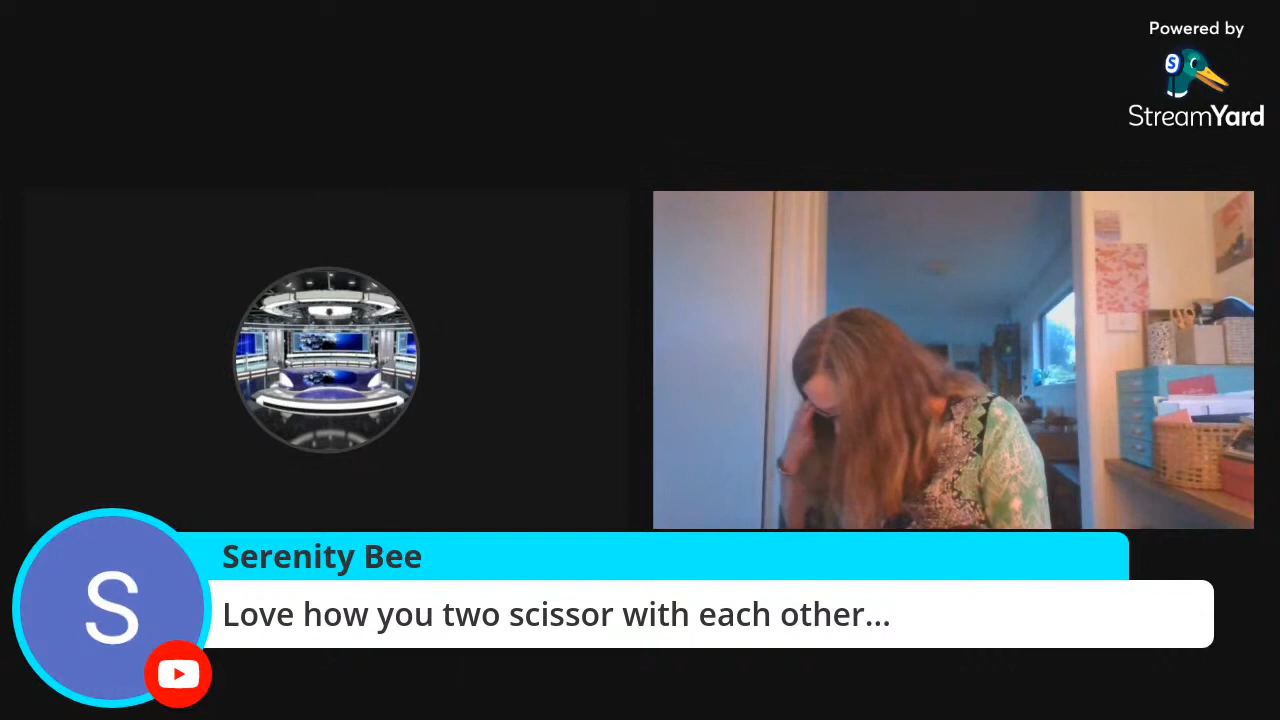 Powered by
S
StreamYard
Serenity Bee
S
Love how you two scissor with each other...